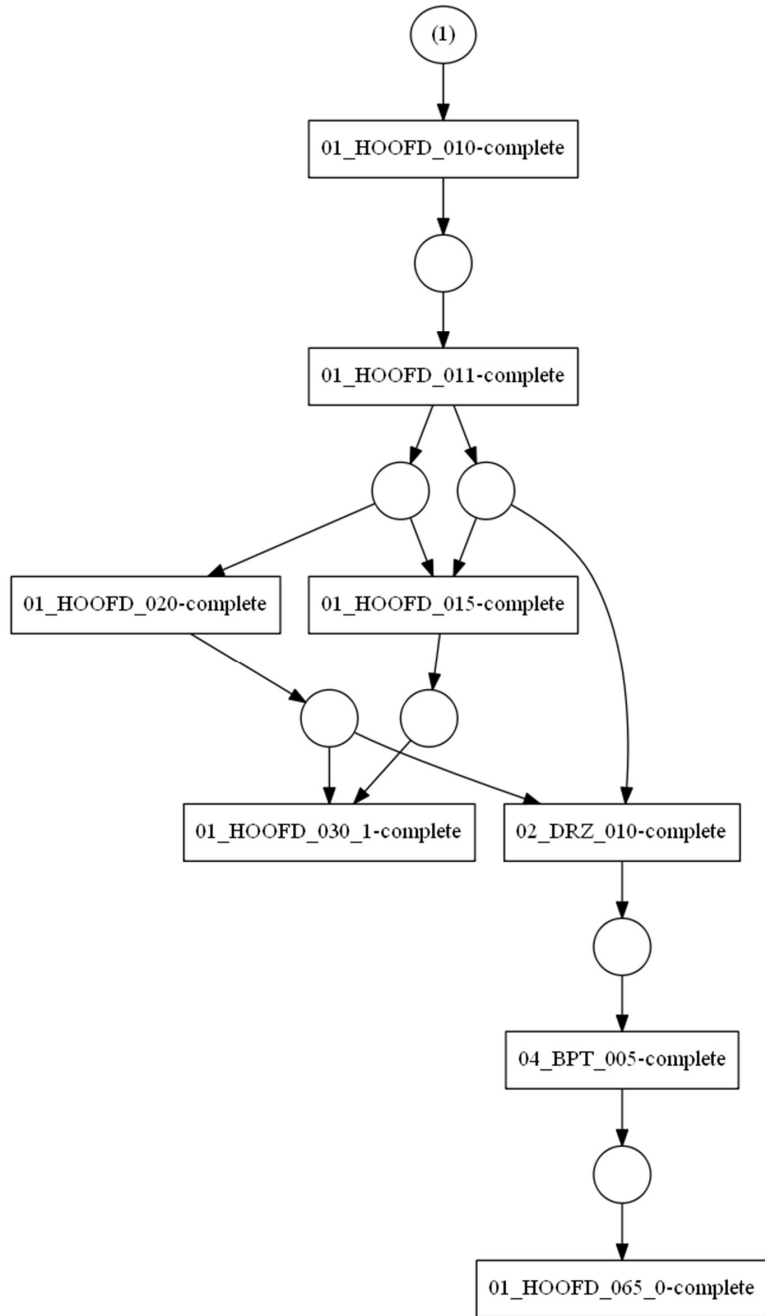 (1)
01_HOOFD_010-complete
01_HOOFD_011-complete
01_HOOFD_020-complete
01_HOOFD_015-complete
01_HOOFD_030_1-complete
02_DRZ_010-complete
04_BPT_005-complete
01_HOOFD_065_0-complete